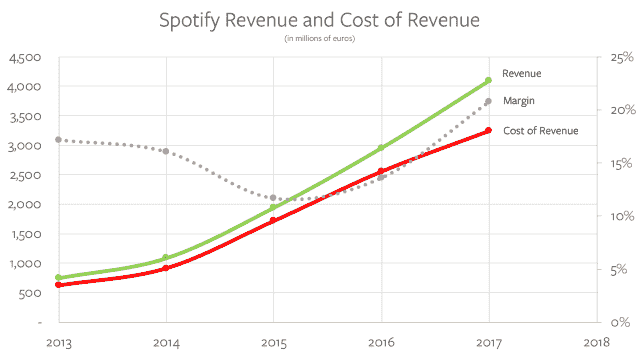 Spotify Revenue and Cost of Revenue
(in millions of euros)
4,500
4,000
3,500
3,000
2,500
2,000
1,500
1,000
500
-
25%
20%
15%
10%
5%
0%
Revenue
Margin
Cost of Revenue
2013 2014 2015 2016 2017 2018